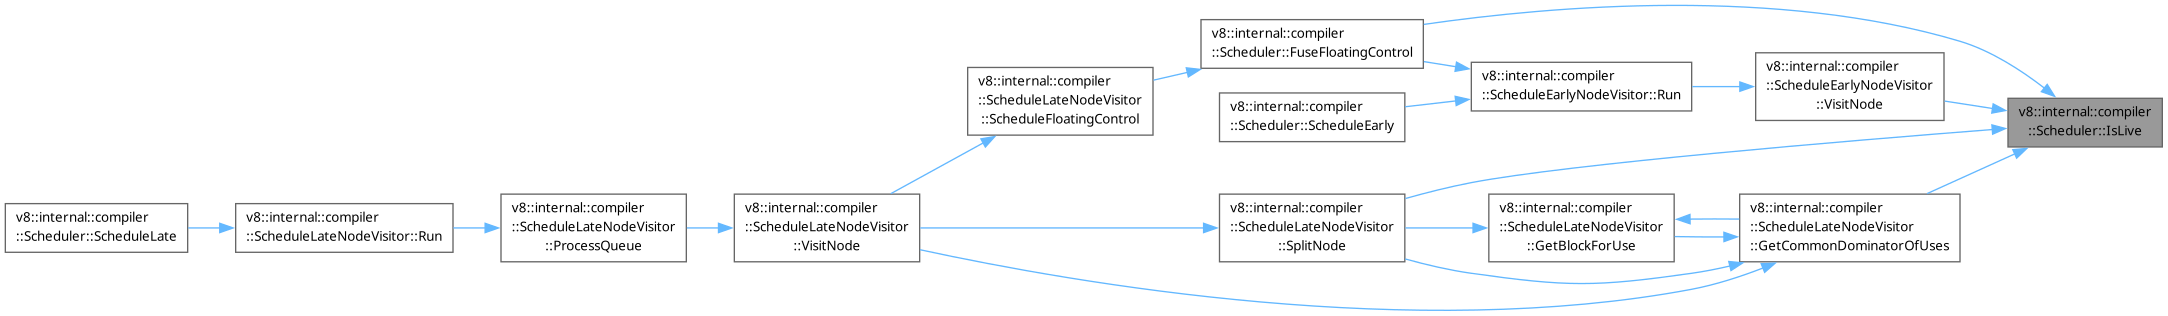 v8::internal::compiler
::Scheduler::ScheduleLate
v8::internal::compiler
::ScheduleLateNodeVisitor::Run
v8::internal::compiler
::ScheduleLateNodeVisitor
::ProcessQueue
v8::internal::compiler
::ScheduleLateNodeVisitor
::VisitNode
v8::internal::compiler
::ScheduleLateNodeVisitor
::ScheduleFloatingControl
v8::internal::compiler
::Scheduler::FuseFloatingControl
v8::internal::compiler
::Scheduler::ScheduleEarly
v8::internal::compiler
::ScheduleLateNodeVisitor
::SplitNode
v8::internal::compiler
::ScheduleEarlyNodeVisitor::Run
v8::internal::compiler
::ScheduleLateNodeVisitor
::GetBlockForUse
v8::internal::compiler
::ScheduleEarlyNodeVisitor
::VisitNode
v8::internal::compiler
::ScheduleLateNodeVisitor
::GetCommonDominatorOfUses
v8::internal::compiler
::Scheduler::IsLive